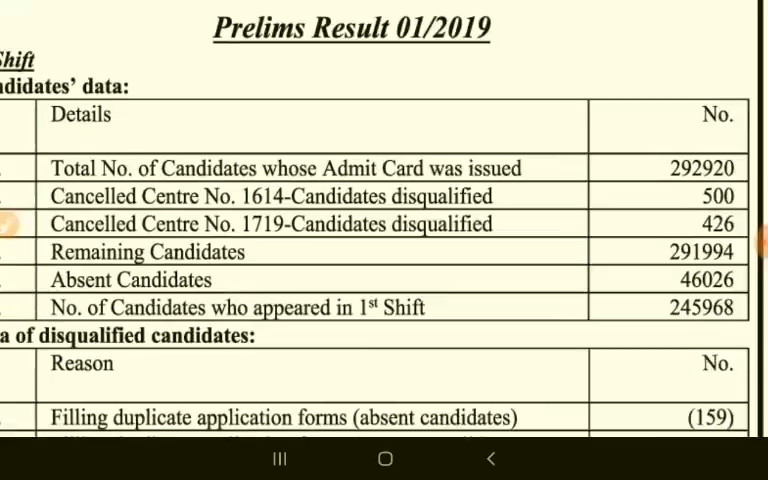 Prelims Result 01/2019
Shift
didates' data:
Details No.
Total No. of Candidates whose Admit Card was issued 292920
Cancelled Centre No. 1614-Candidates disqualified 500
Cancelled Centre No. 1719-Candidates disqualified 426
Remaining Candidates 291994
Absent Candidates 46026
No. of Candidates who appeared in 1st Shift 245968
a of disqualified candidates:
Reason No.
Filling duplicate application forms (absent candidates) (159)